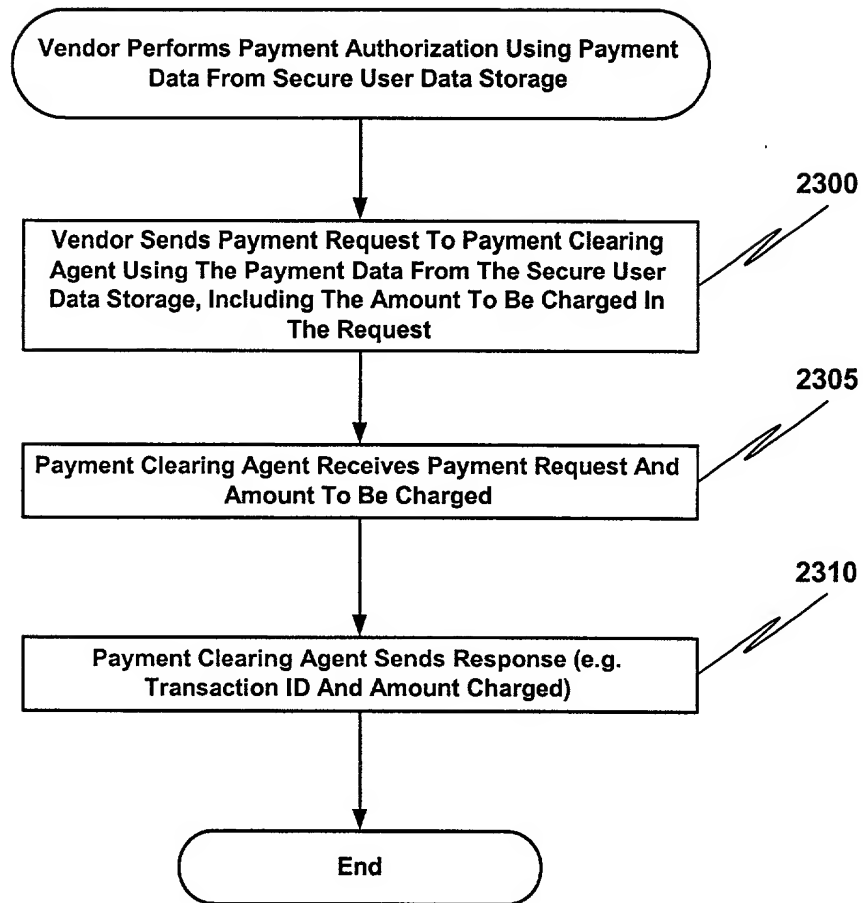 Vendor Performs Payment Authorization Using Payment
Data From Secure User Data Storage
2300
Vendor Sends Payment Request To Payment Clearing
Agent Using The Payment Data From The Secure User
Data Storage, Including The Amount To Be Charged In
The Request
2305
Payment Clearing Agent Receives Payment Request And
Amount To Be Charged
2310
Payment Clearing Agent Sends Response (e.g.
Transaction ID And Amount Charged)
End